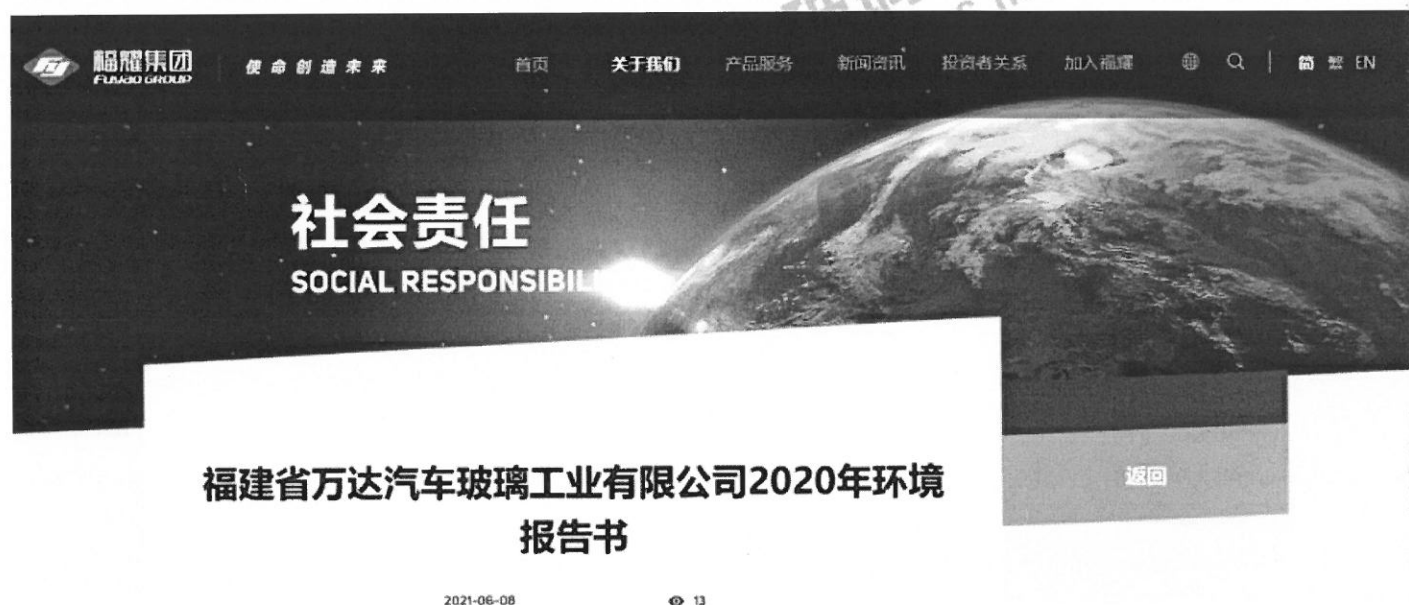 福耀集团
FUYAO GROUP
使命创造未来
首页 关于我们 产品服务 新闻资讯 投资者关系 加入福耀 简 繁 EN
社会责任
SOCIAL RESPONSIBIL
福建省万达汽车玻璃工业有限公司2020年环境
报告书
返回
2021-06-08 13